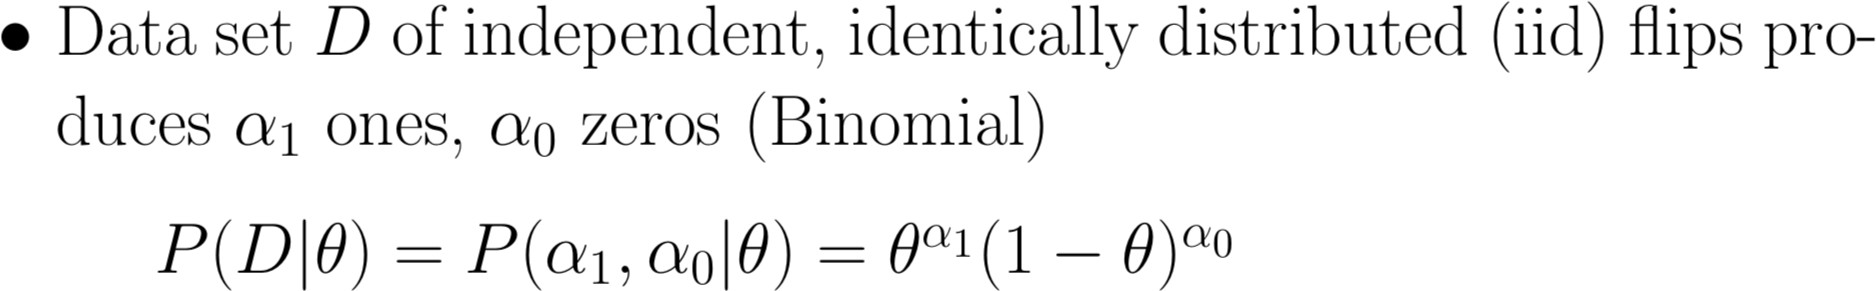 • Data set D of independent, identically distributed (iid) flips pro-
duces α₁ ones, α₀ zeros (Binomial)
P(D|θ) = P(α₁, α₀|θ) = θ^{α₁}(1 − θ)^{α₀}